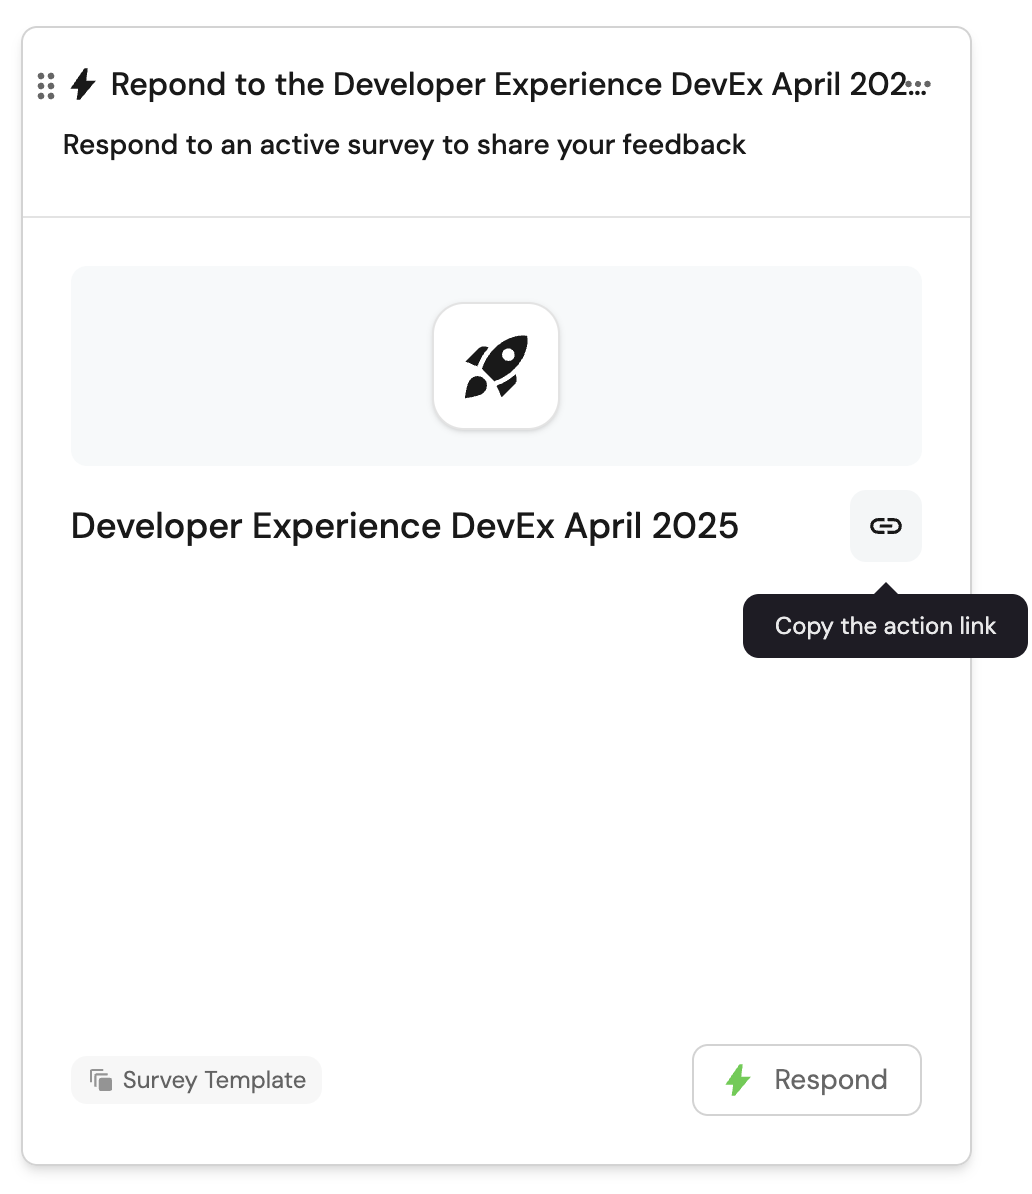 Repond to the Developer Experience DevEx April 202...
Respond to an active survey to share your feedback
Developer Experience DevEx April 2025
Copy the action link
Survey Template
Respond